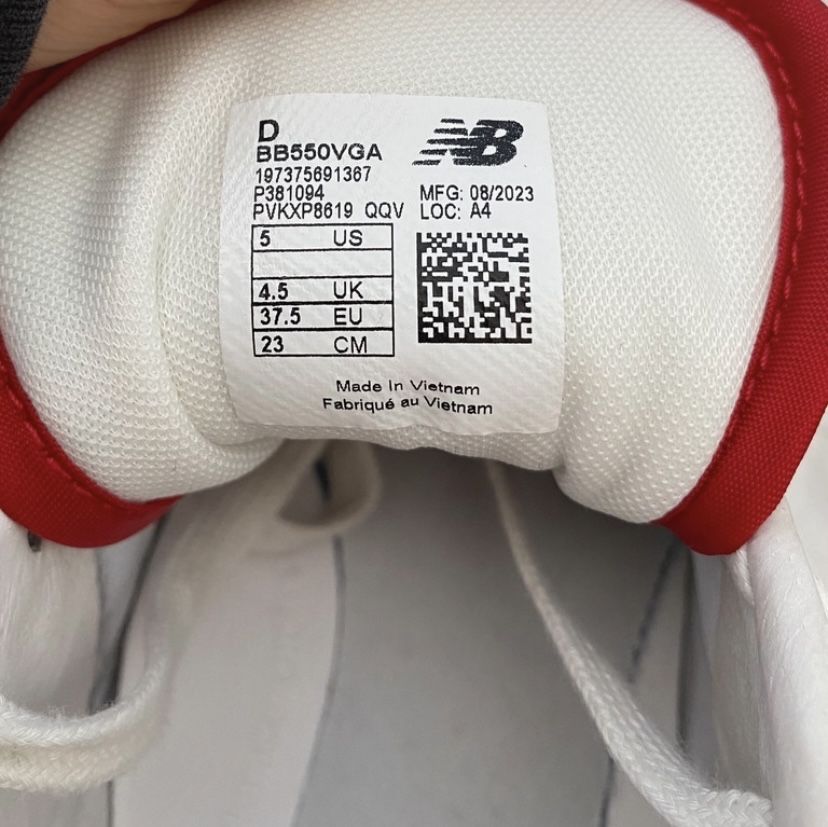 D
BB550VGA
197375691367
P381094
PVKXP8619 QQV
NB
MFG: 08/2023
LOC: A4
5 US
4.5 UK
37.5 EU
23 CM
Made In Vietnam
Fabriqué au Vietnam